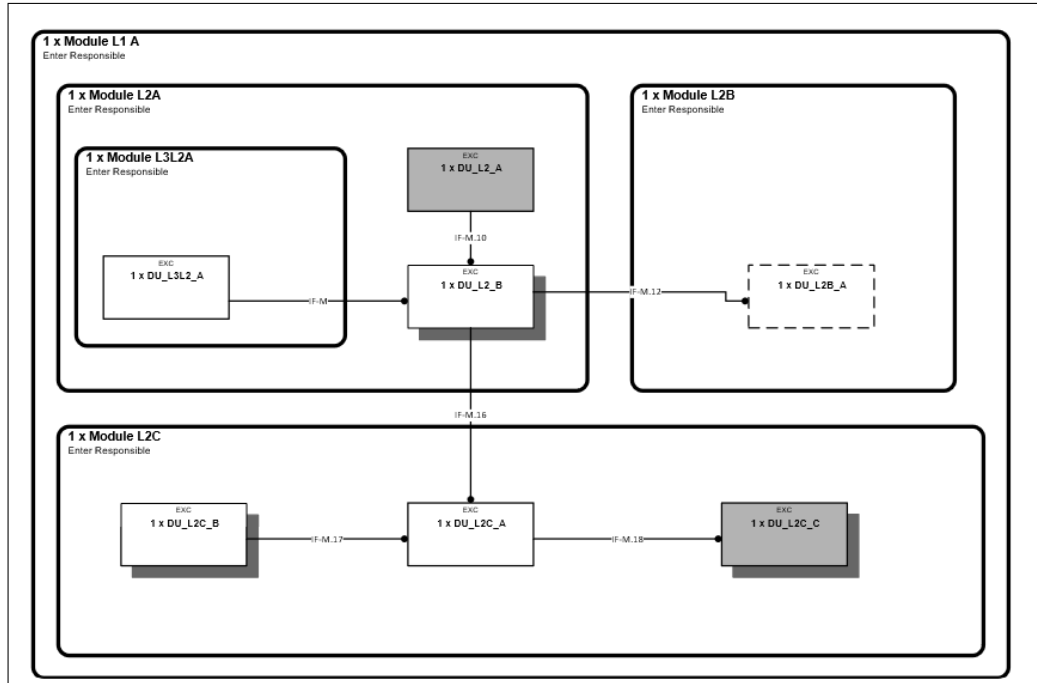 1 x Module L1 A
Enter Responsible
1 x Module L2A
Enter Responsible
1 x Module L2B
Enter Responsible
1 x Module L3L2A
Enter Responsible
EXC
1 x DU_L2_A
IF-M.10
EXC
1 x DU_L3L2_A
IF-M
EXC
1 x DU_L2_B
IF-M.12
EXC
1 x DU_L2B_A
IF-M.16
1 x Module L2C
Enter Responsible
EXC
1 x DU_L2C_B
IF-M.17
EXC
1 x DU_L2C_A
IF-M.18
EXC
1 x DU_L2C_C